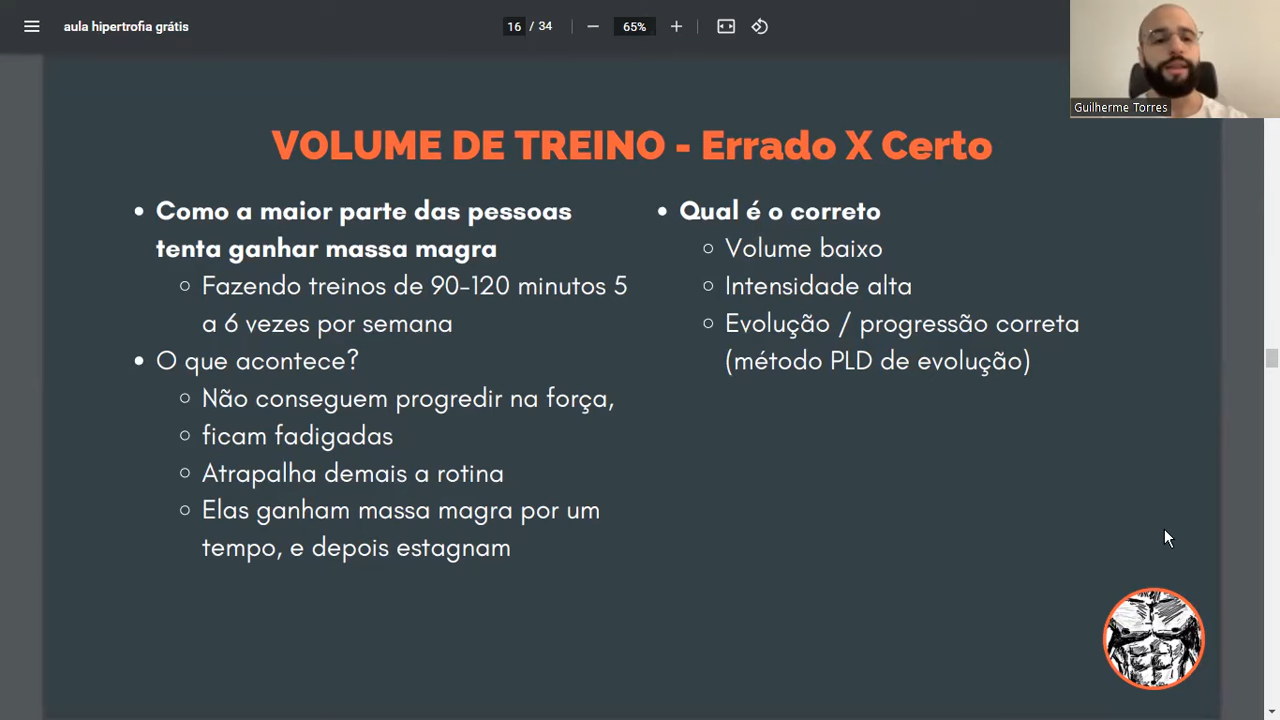 aula hipertrofia grátis
16 / 34
65%
Guilherme Torres
VOLUME DE TREINO - Errado X Certo
Como a maior parte das pessoas
tenta ganhar massa magra
Fazendo treinos de 90-120 minutos 5
a 6 vezes por semana
O que acontece?
Não conseguem progredir na força,
ficam fadigadas
Atrapalha demais a rotina
Elas ganham massa magra por um
tempo, e depois estagnam
Qual é o correto
Volume baixo
Intensidade alta
Evolução / progressão correta
(método PLD de evolução)